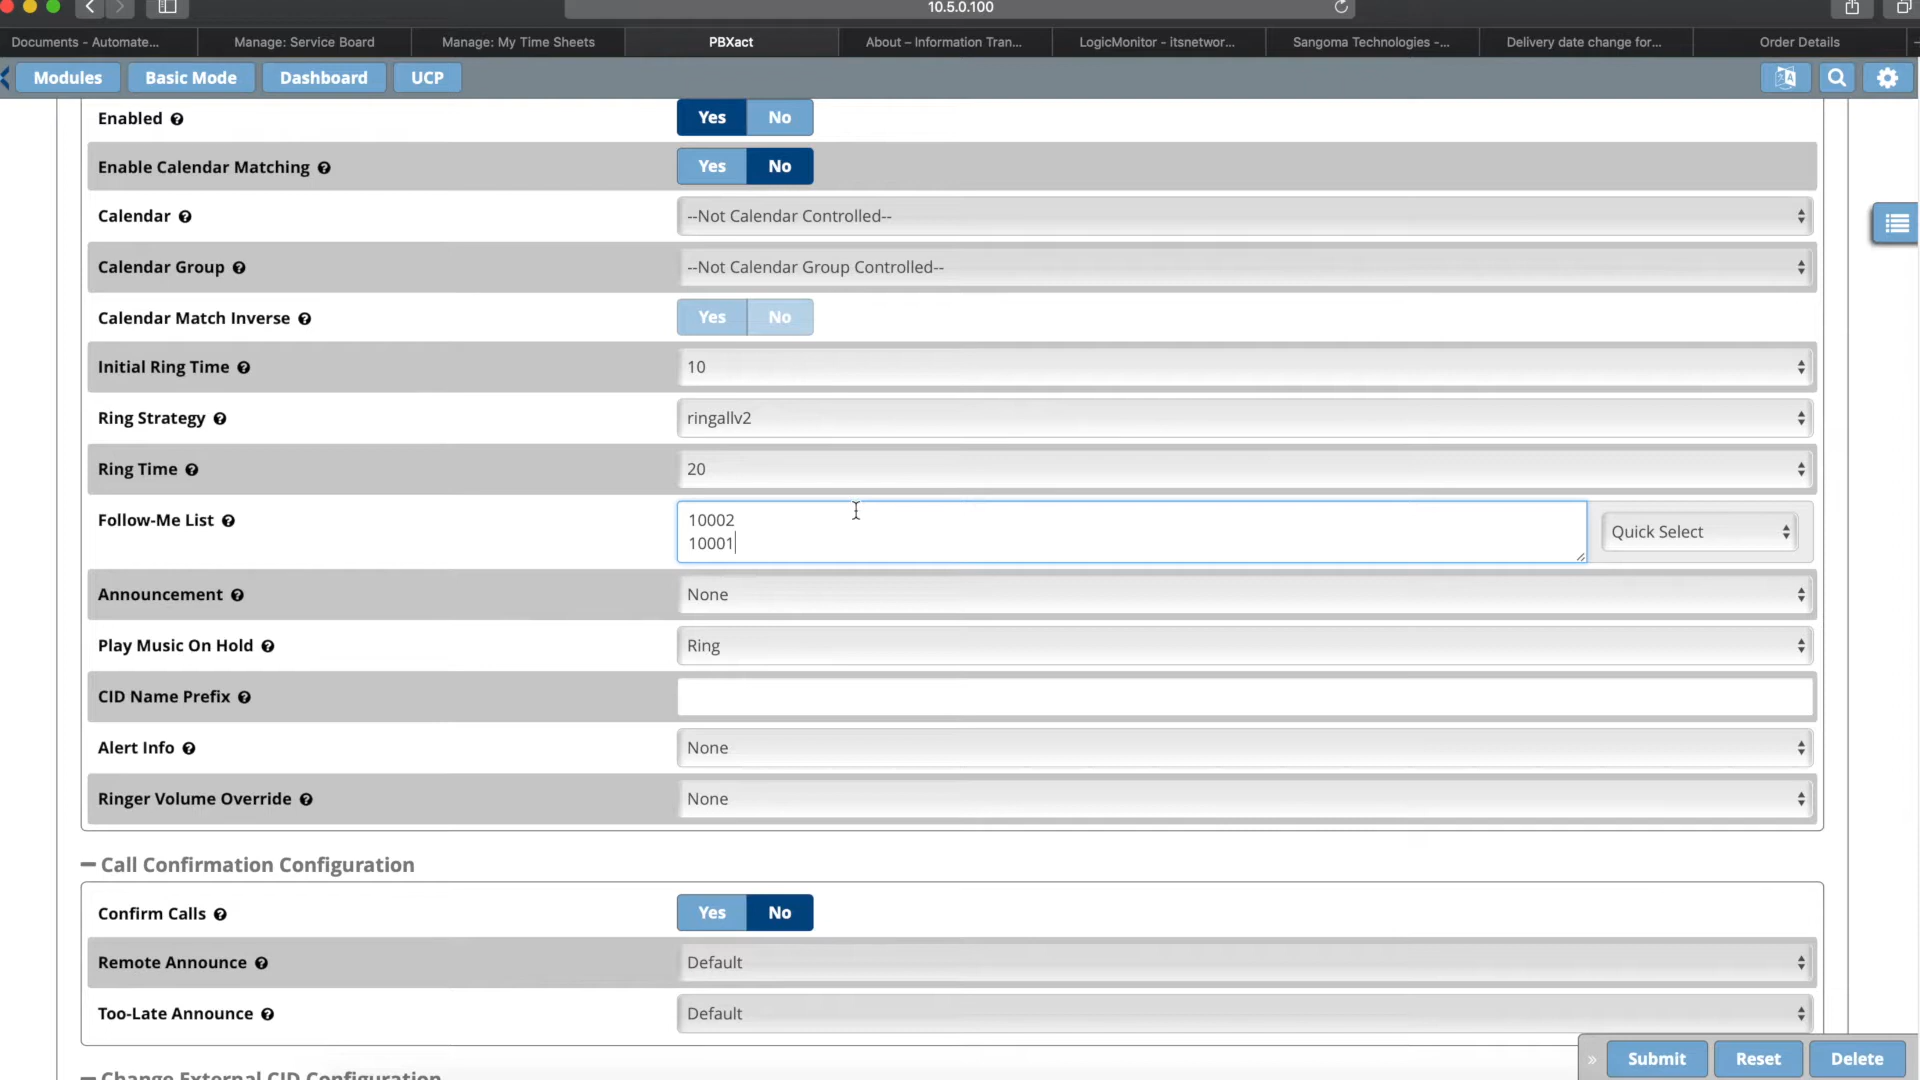 10.5.0.100
Documents - Automate...
Manage: Service Board
Manage: My Time Sheets
PBXact
About – Information Tran...
LogicMonitor - itsnetwor...
Sangoma Technologies -...
Delivery date change for...
Order Details
Modules
Basic Mode
Dashboard
UCP
Enabled
Yes No
Enable Calendar Matching
Yes No
Calendar
--Not Calendar Controlled--
Calendar Group
--Not Calendar Group Controlled--
Calendar Match Inverse
Yes No
Initial Ring Time
10
Ring Strategy
ringallv2
Ring Time
20
Follow-Me List
10002
10001
Quick Select
Announcement
None
Play Music On Hold
Ring
CID Name Prefix
Alert Info
None
Ringer Volume Override
None
Call Confirmation Configuration
Confirm Calls
Yes No
Remote Announce
Default
Too-Late Announce
Default
Change External CID Configuration
» Submit Reset Delete